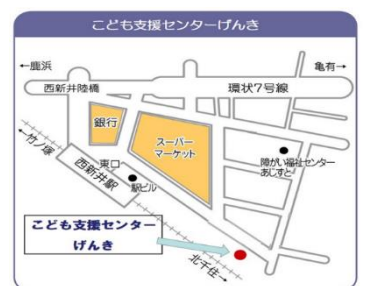 こども支援センターげんき
←鹿浜
亀有→
西新井陸橋
環状7号線
銀行
スーパー
マーケット
←竹ノ塚
東口
西新井駅
駅ビル
障がい福祉センター
あしすと
こども支援センター
げんき
北千住→